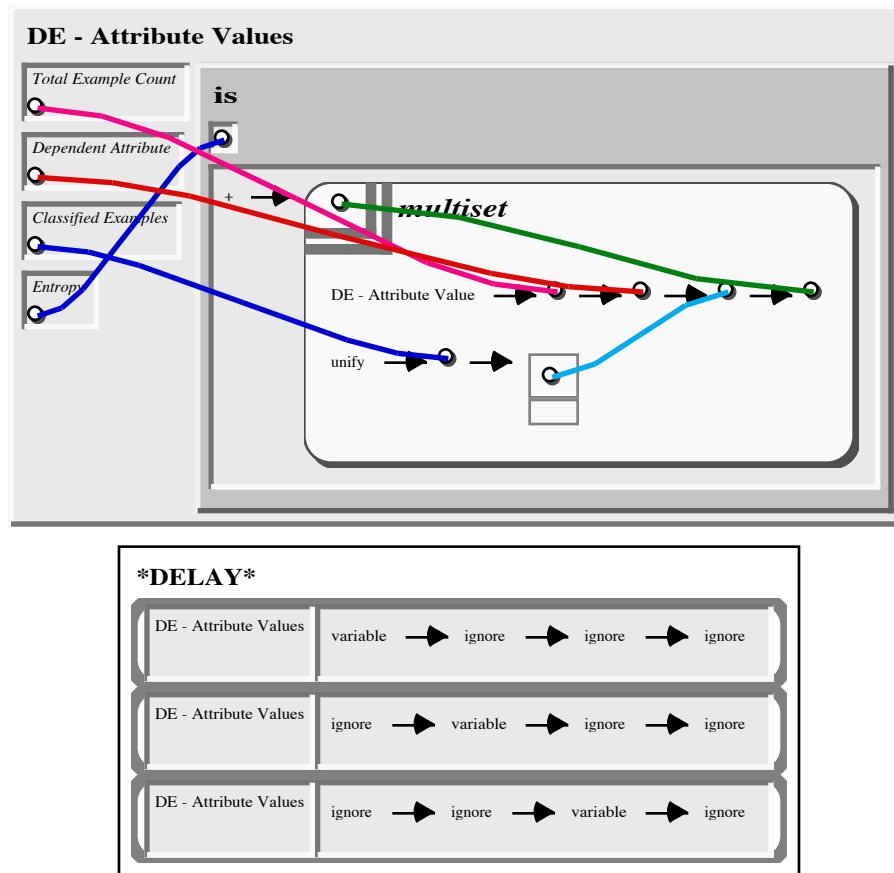 DE - Attribute Values
Total Example Count
is
Dependent Attribute
+
multiset
Classified Examples
Entropy
DE - Attribute Value
unify
*DELAY*
DE - Attribute Values variable ignore ignore ignore
DE - Attribute Values ignore variable ignore ignore
DE - Attribute Values ignore ignore variable ignore